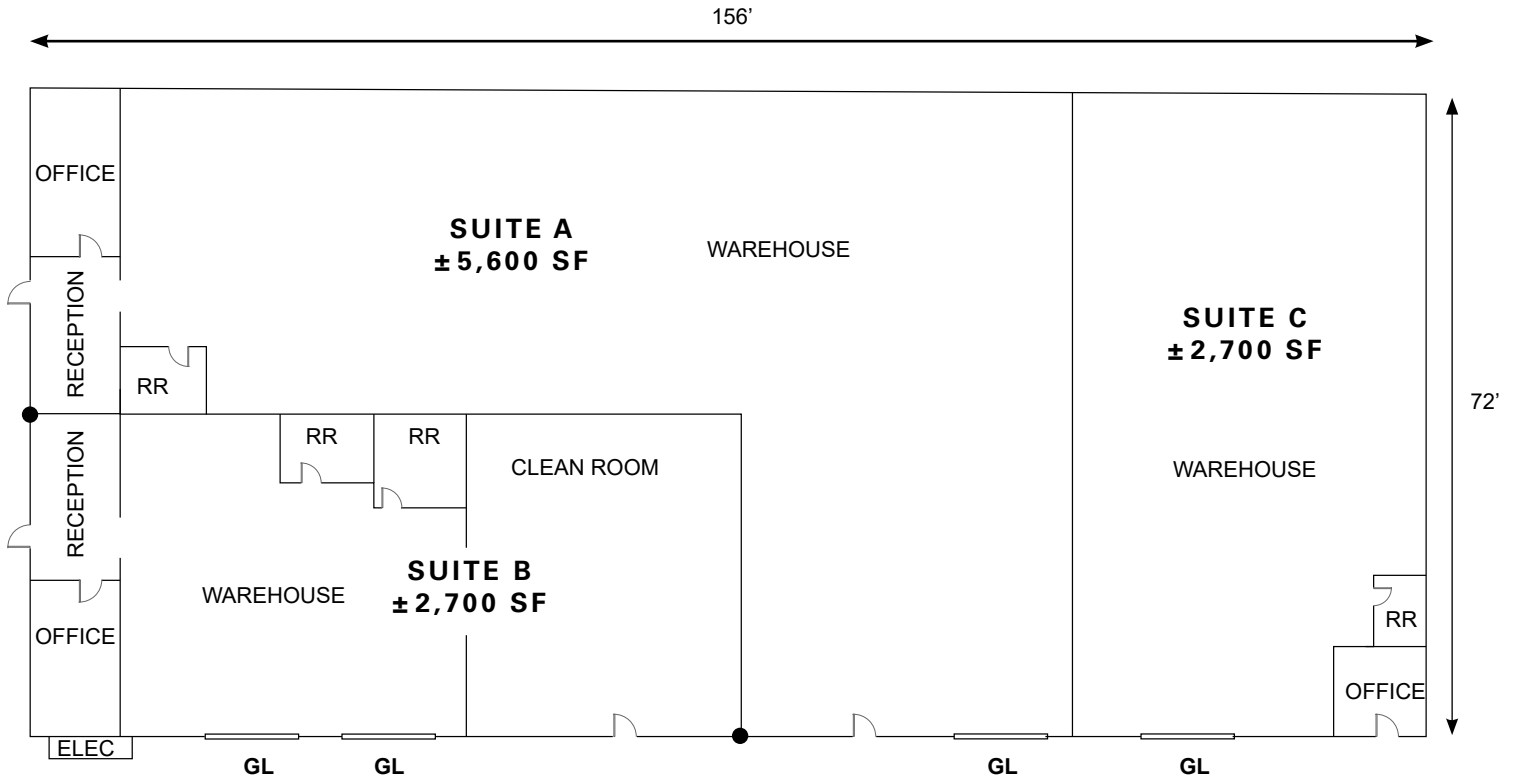 156’
OFFICE
SUITE A
±5,600 SF
WAREHOUSE
RECEPTION
RR
SUITE C
±2,700 SF
72’
RECEPTION
RR
RR
CLEAN ROOM
WAREHOUSE
SUITE B
±2,700 SF
WAREHOUSE
OFFICE
RR
OFFICE
ELEC
GL
GL
GL
GL